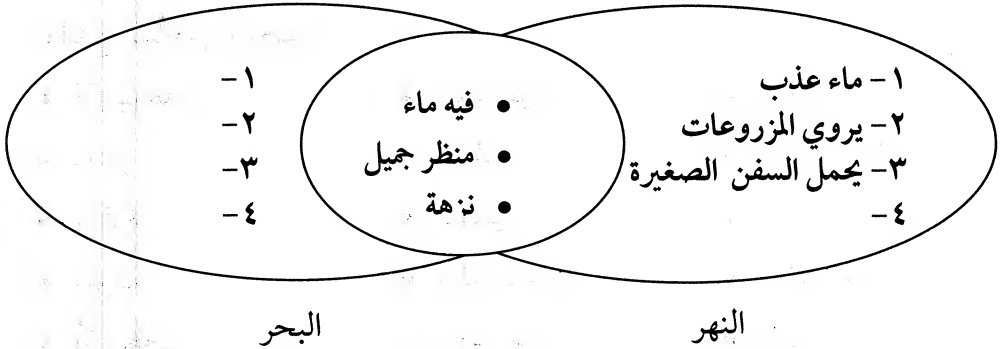 ١- ماء عذب
٢- يروي المزروعات
٣- يحمل السفن الصغيرة
٤-
• فيه ماء
• منظر جميل
• نزهة
١-
٢-
٣-
٤-
النهر
البحر